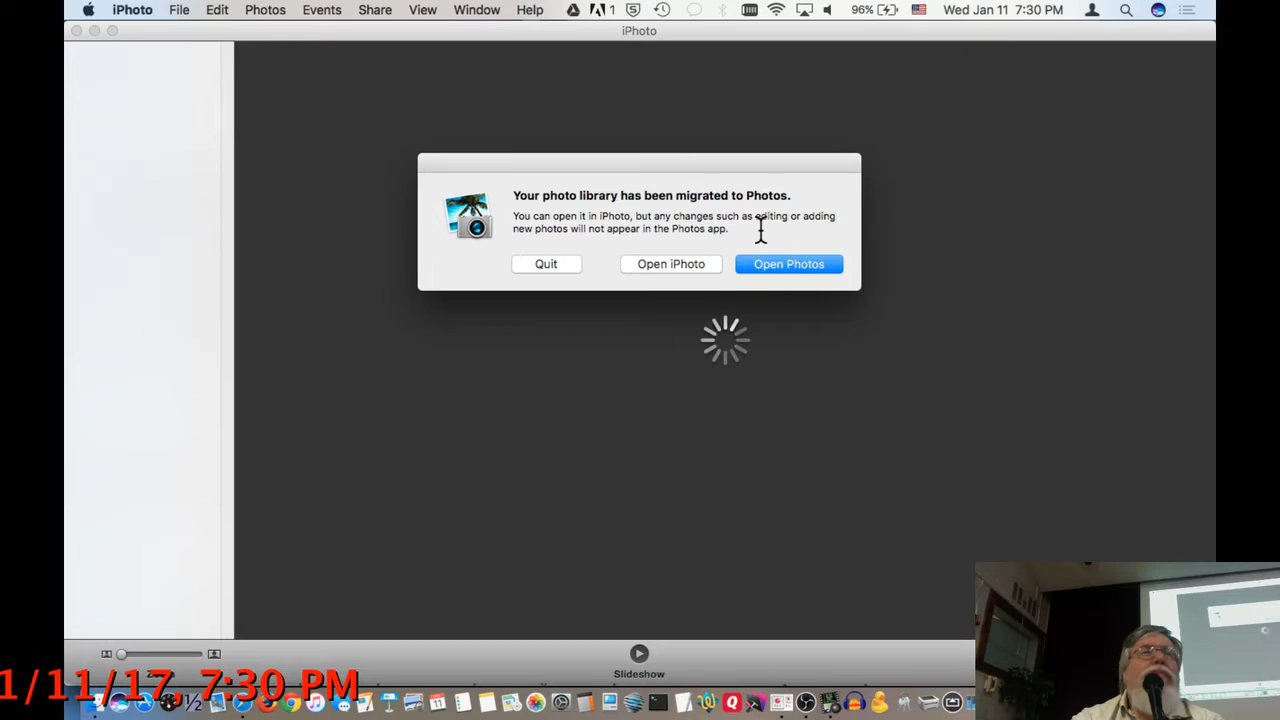 iPhoto File Edit Photos Events Share View Window Help 1 5 96% Wed Jan 11 7:30 PM
iPhoto
Your photo library has been migrated to Photos.
You can open it in iPhoto, but any changes such as editing or adding
new photos will not appear in the Photos app.
Quit Open iPhoto Open Photos
Slideshow
1/11/17 7:30 PM